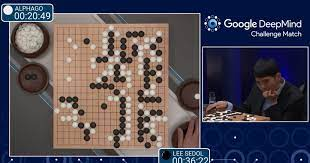 ALPHAGO
00:20:49
Google DeepMind
Challenge Match
LEE SEDOL
00:36:22